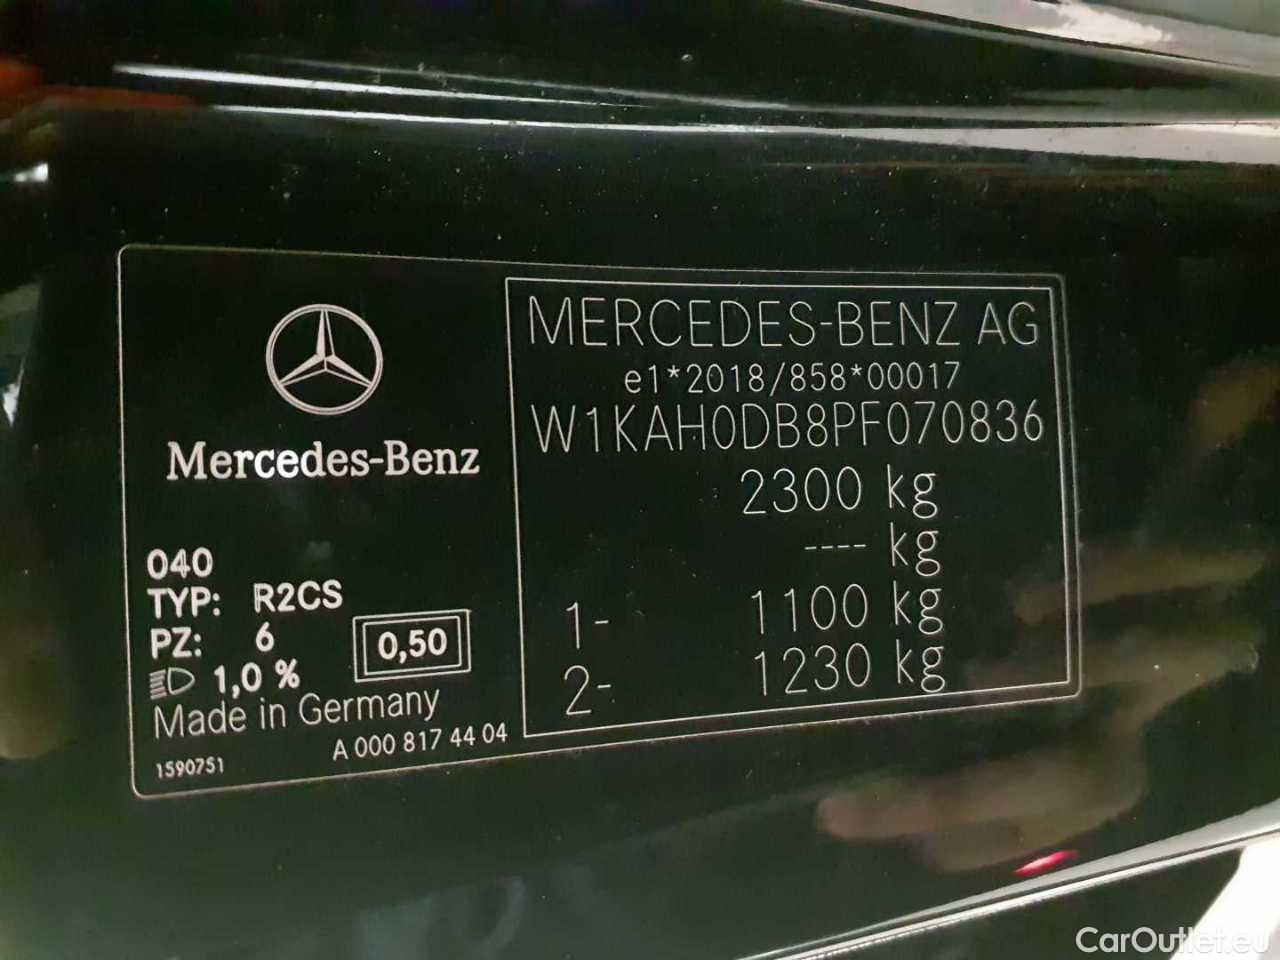 Mercedes-Benz
040
TYP: R2CS
PZ: 6
1,0 %
0,50
Made in Germany
A 000 817 44 04
1590751
MERCEDES-BENZ AG
e1*2018/858*00017
W1KAH0DB8PF070836
2300 kg
---- kg
1- 1100 kg
2- 1230 kg
CarOutlet.eu